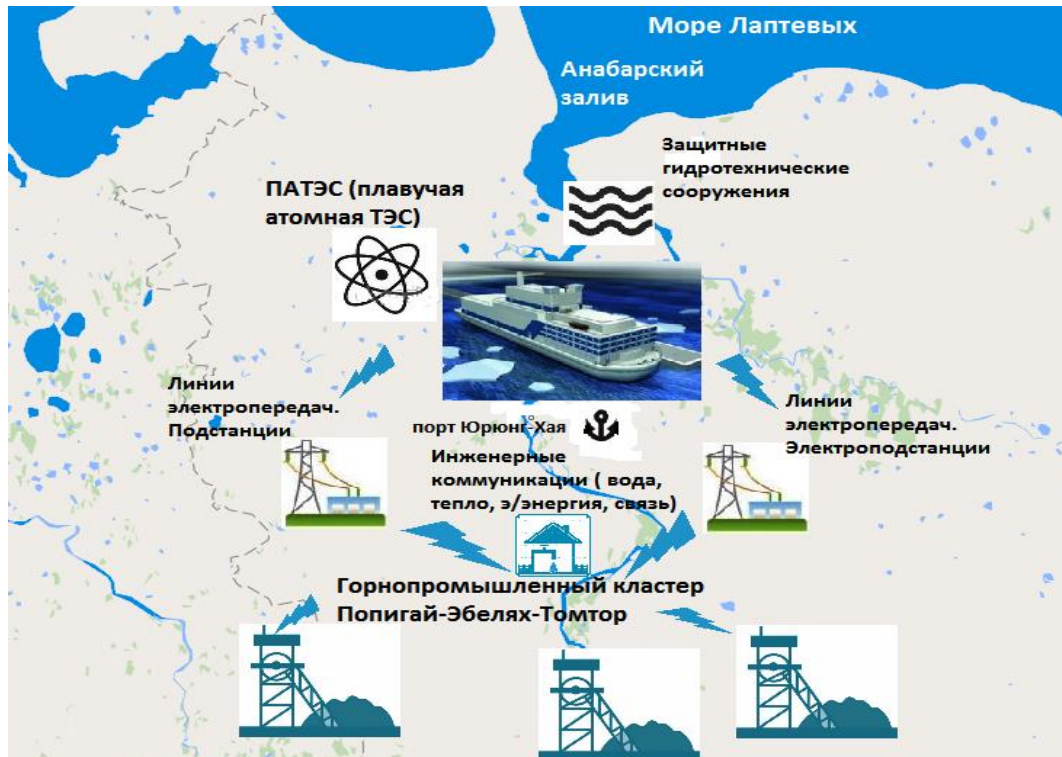 Море Лаптевых
Анабарский
залив
Защитные
гидротехнические
сооружения
ПАТЭС (плавучая
атомная ТЭС)
Линии
электропередач.
Подстанции
Линии
электропередач.
Электроподстанции
порт Юрюнг-Хая
Инженерные
коммуникации ( вода,
тепло, э/энергия, связь)
Горнопромышленный кластер
Попигай-Эбелях-Томтор